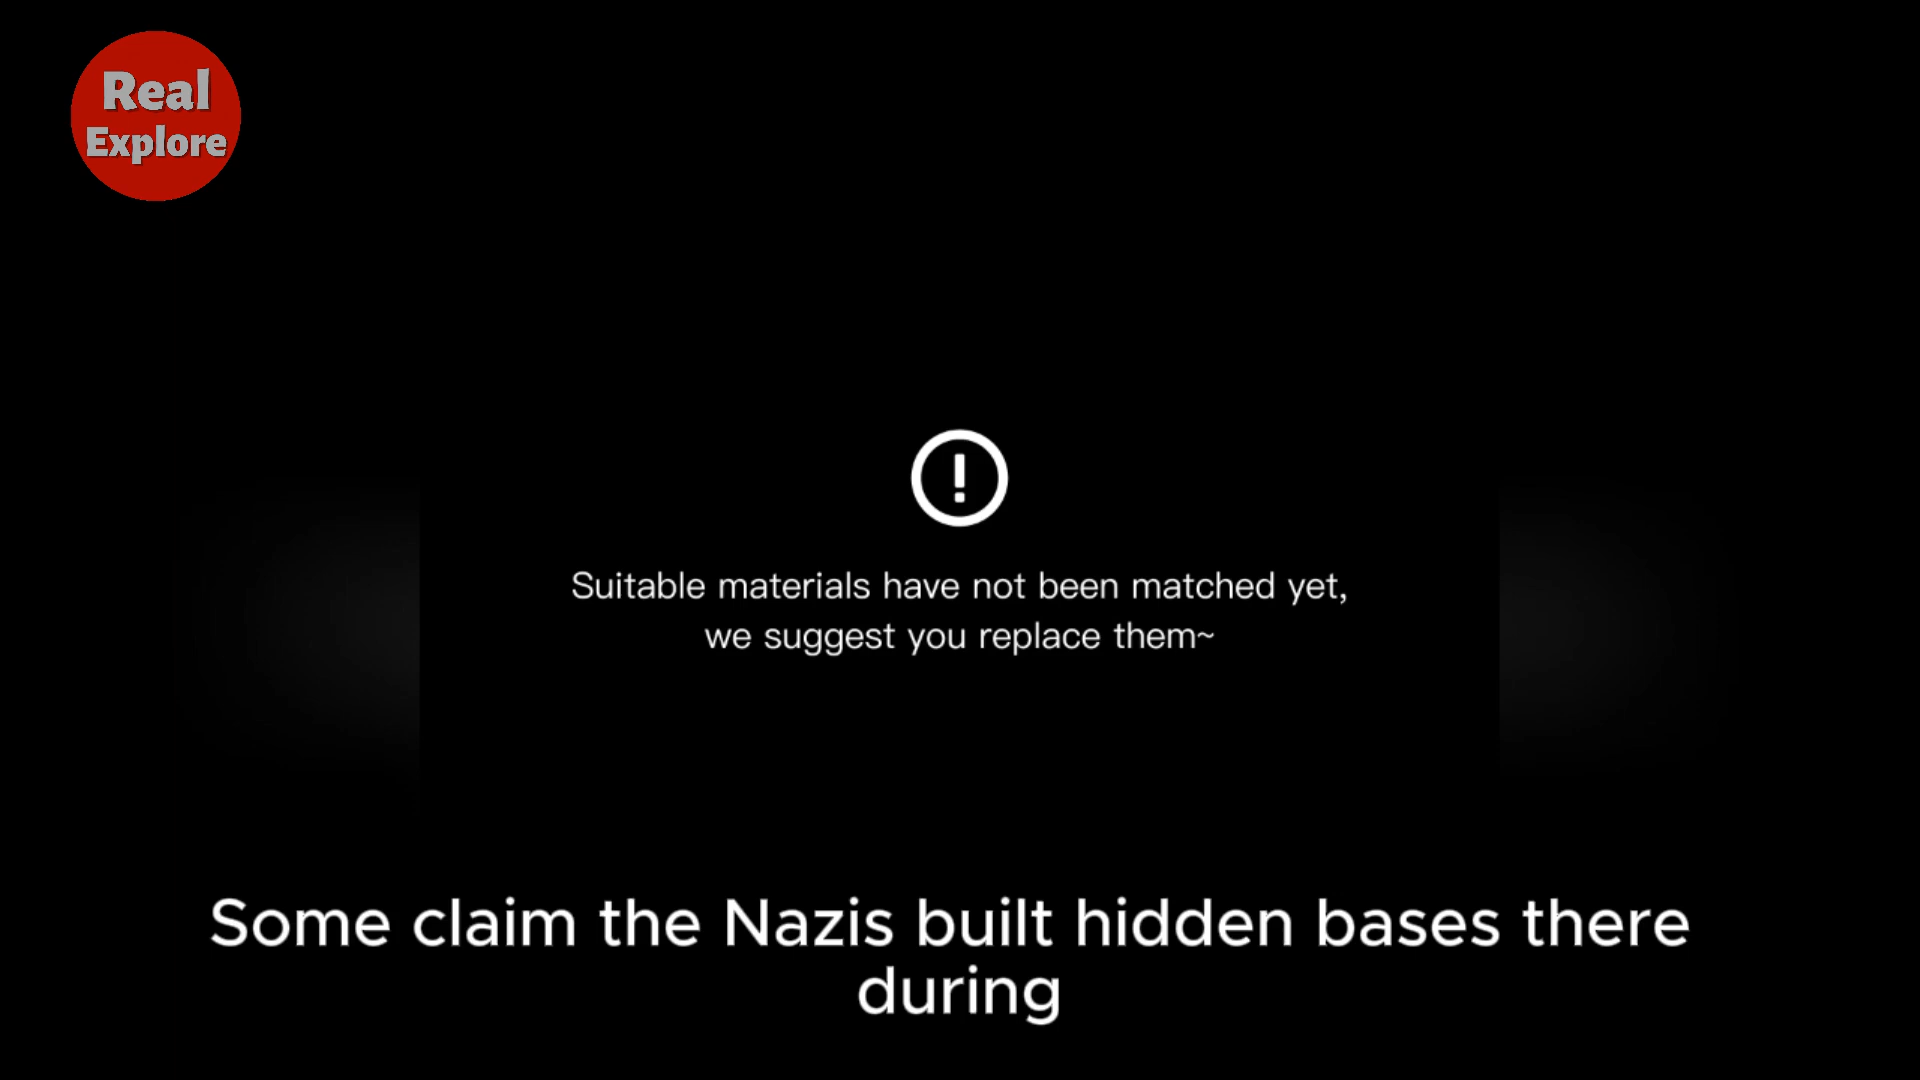 Real
Explore
!
Suitable materials have not been matched yet,
we suggest you replace them~
Some claim the Nazis built hidden bases there
during